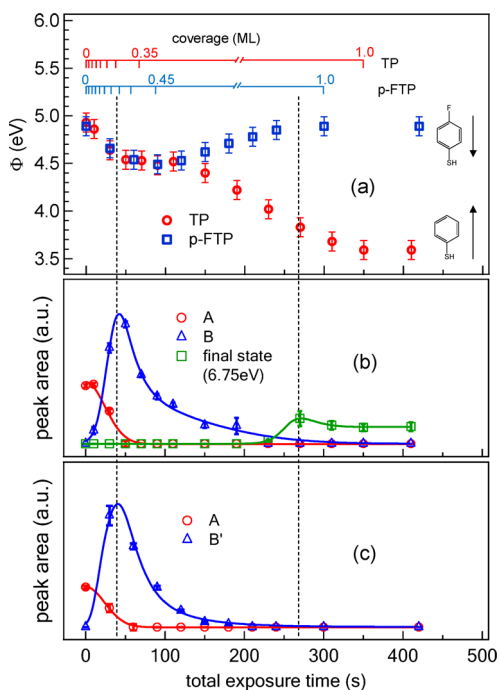 coverage (ML)
0 0.35 1.0 TP
0 0.45 1.0 p-FTP
6.0
5.5
5.0
4.5
4.0
3.5
Φ (eV)
F
SH
(a)
TP
p-FTP
SH
peak area (a.u.)
A
B
final state
(6.75eV)
(b)
peak area (a.u.)
A
B'
(c)
0 100 200 300 400 500
total exposure time (s)